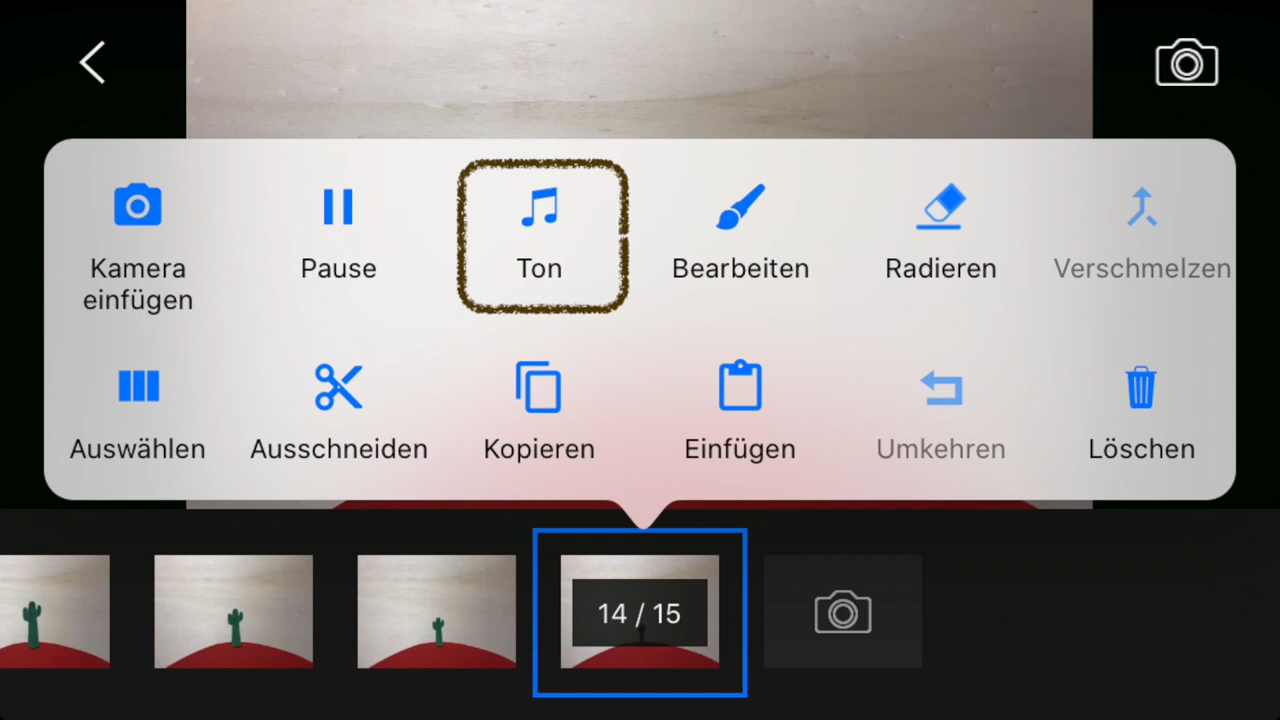 Kamera
einfügen
Pause
Ton
Bearbeiten
Radieren
Verschmelzen
Auswählen
Ausschneiden
Kopieren
Einfügen
Umkehren
Löschen
14 / 15